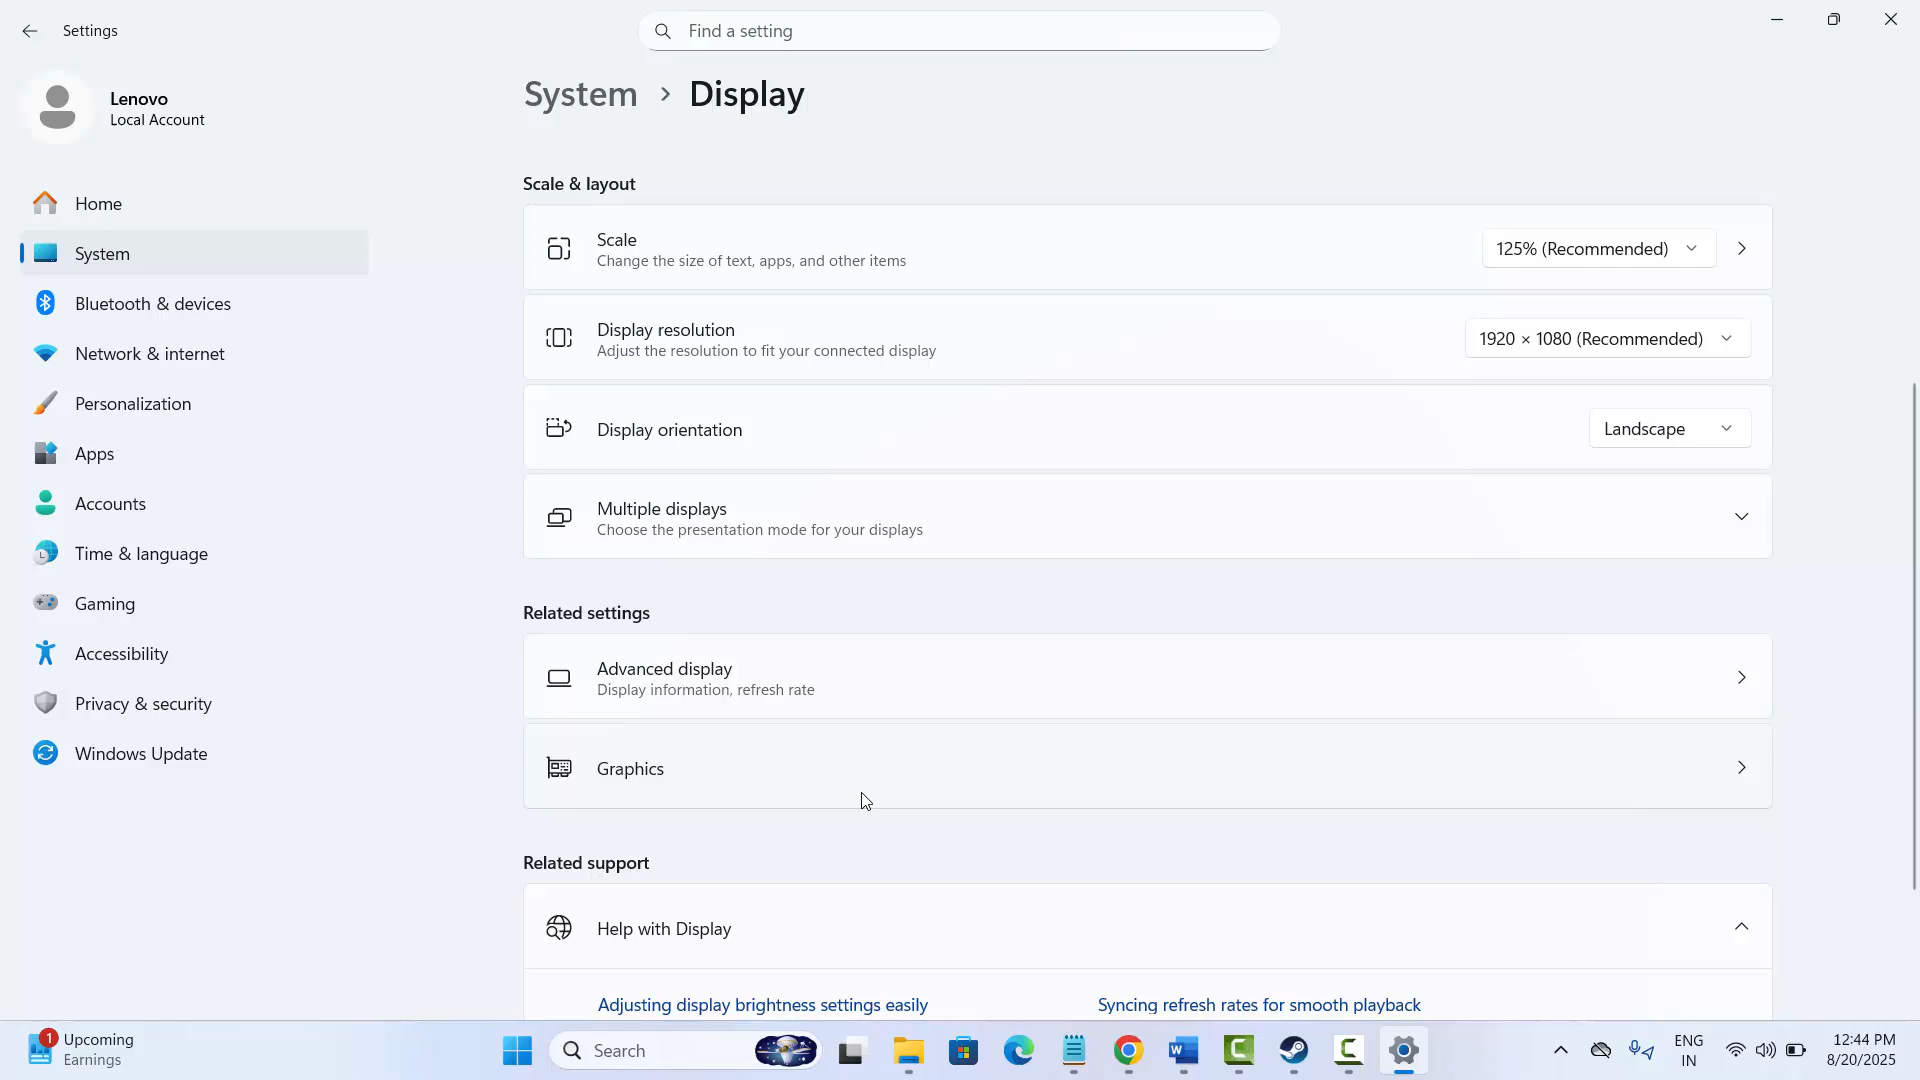 Settings
Find a setting
Lenovo
Local Account
Home
System
Bluetooth & devices
Network & internet
Personalization
Apps
Accounts
Time & language
Gaming
Accessibility
Privacy & security
Windows Update
System > Display
Scale & layout
Scale
Change the size of text, apps, and other items
125% (Recommended)
Display resolution
Adjust the resolution to fit your connected display
1920 × 1080 (Recommended)
Display orientation
Landscape
Multiple displays
Choose the presentation mode for your displays
Related settings
Advanced display
Display information, refresh rate
Graphics
Related support
Help with Display
Adjusting display brightness settings easily
Syncing refresh rates for smooth playback
1
Upcoming
Earnings
Search
ENG
IN
12:44 PM
8/20/2025